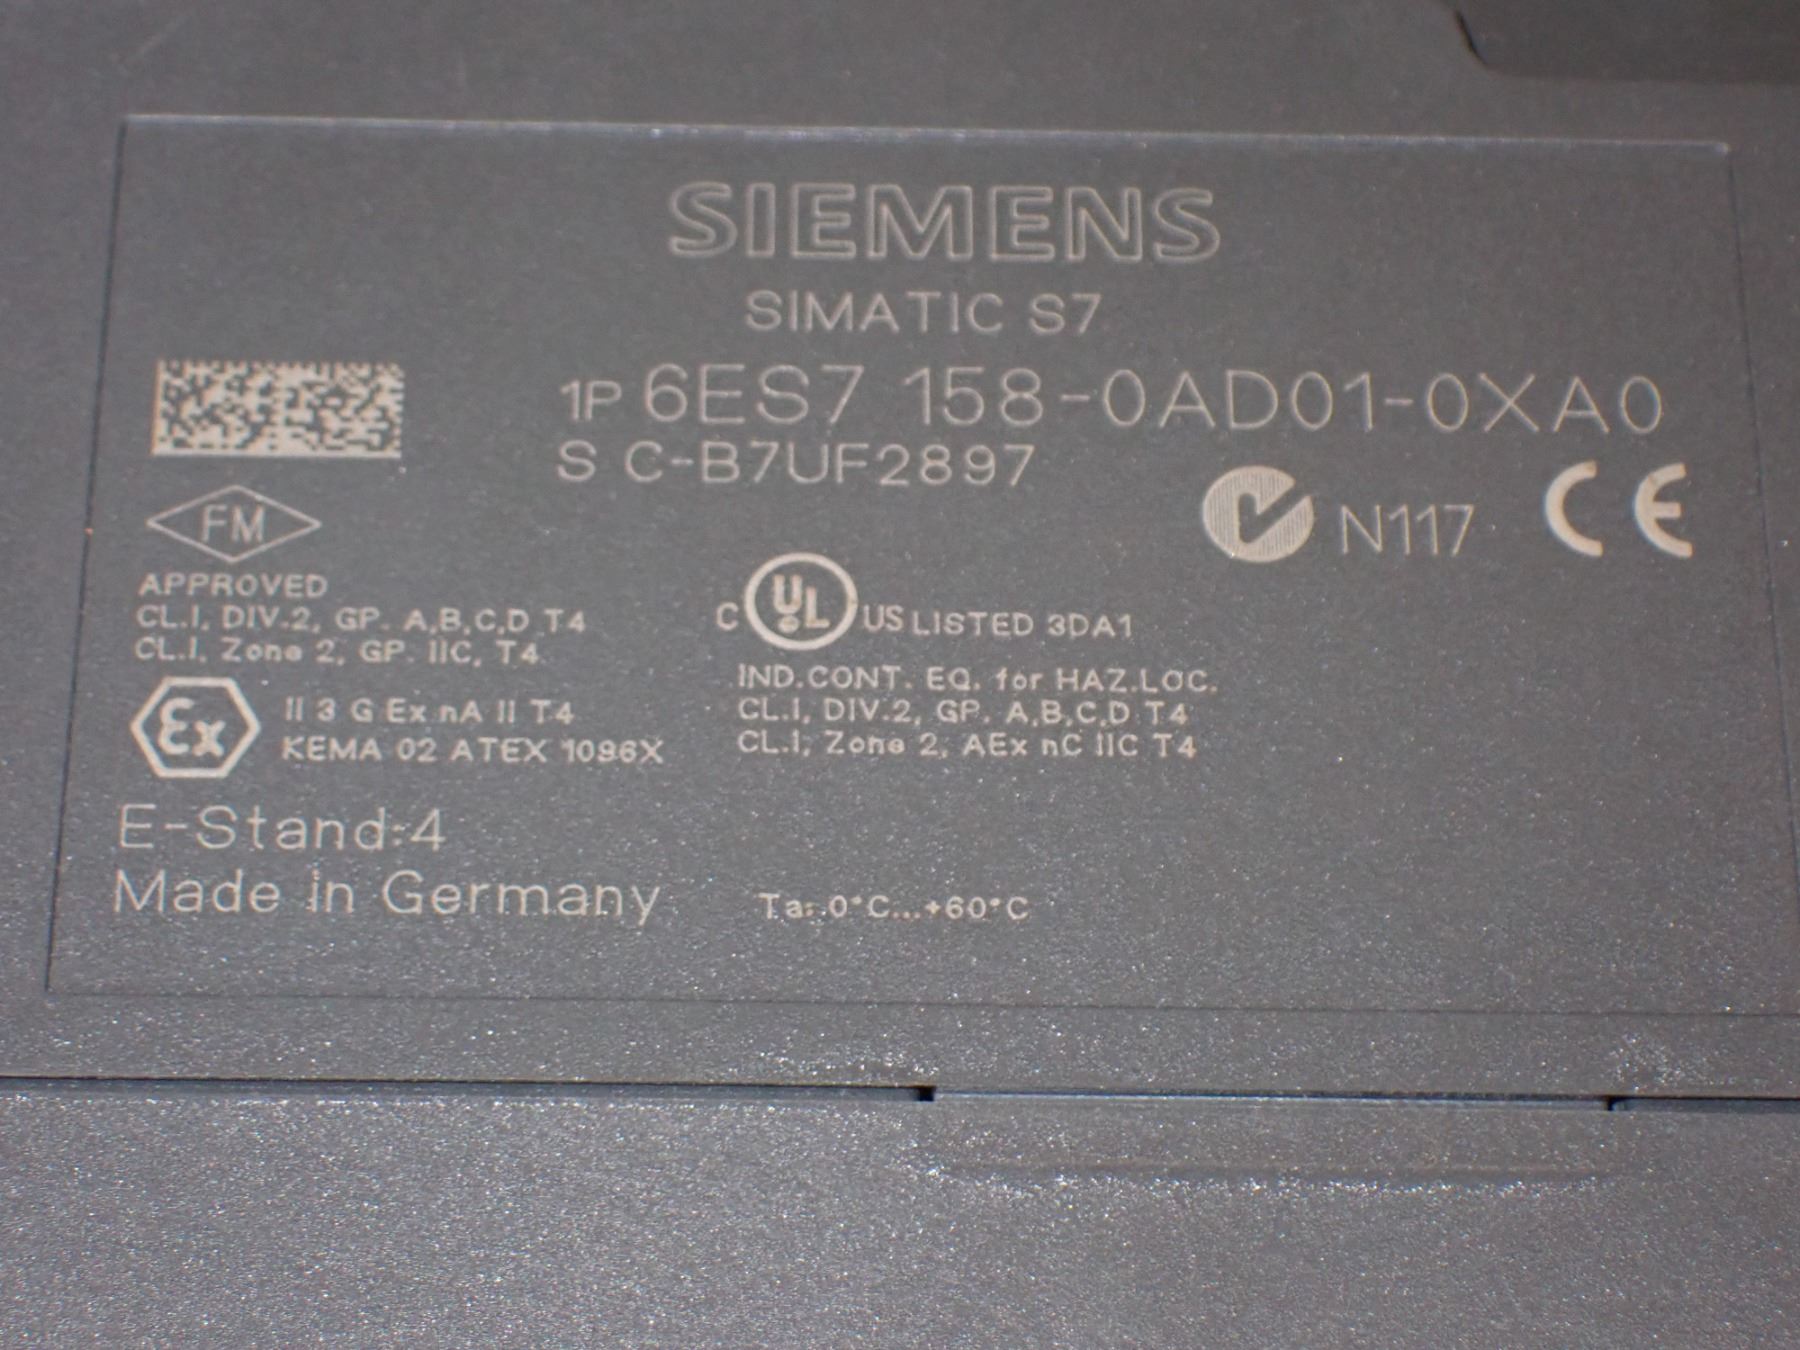 SIEMENS
SIMATIC S7
1P 6ES7 158-0AD01-0XA0
S C-B7UF2897
N117 CE
FM
APPROVED
CL.I, DIV.2, GP. A,B,C,D T4
CL.I, Zone 2, GP. IIC, T4
Ex II 3 G Ex nA II T4
KEMA 02 ATEX 1096X
C UL US LISTED 3DA1
IND.CONT. EQ. for HAZ.LOC.
CL.I, DIV.2, GP. A,B,C,D T4
CL.I, Zone 2, AEx nC IIC T4
E-Stand:4
Made in Germany
Ta: 0°C...+60°C